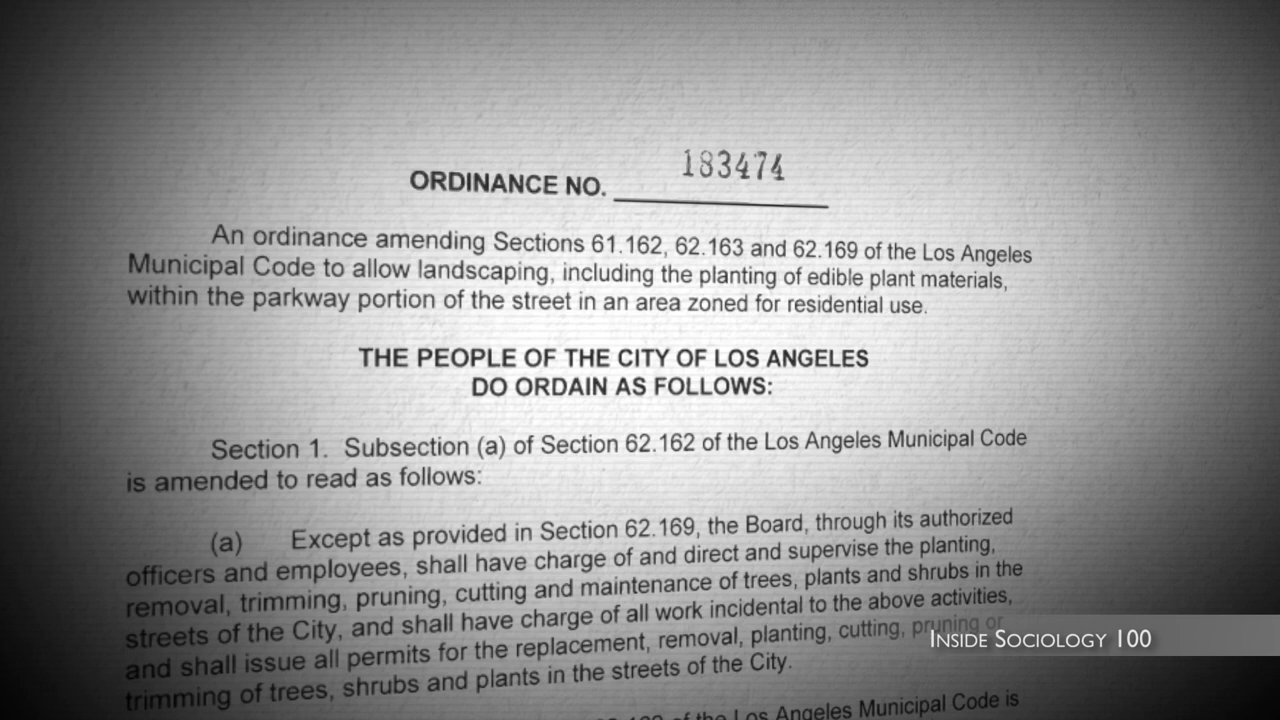 183474
ORDINANCE NO.
An ordinance amending Sections 61.162, 62.163 and 62.169 of the Los Angeles
Municipal Code to allow landscaping, including the planting of edible plant materials,
within the parkway portion of the street in an area zoned for residential use.
THE PEOPLE OF THE CITY OF LOS ANGELES
DO ORDAIN AS FOLLOWS:
Section 1. Subsection (a) of Section 62.162 of the Los Angeles Municipal Code
is amended to read as follows:
(a) Except as provided in Section 62.169, the Board, through its authorized
officers and employees, shall have charge of and direct and supervise the planting,
removal, trimming, pruning, cutting and maintenance of trees, plants and shrubs in the
streets of the City, and shall have charge of all work incidental to the above activities,
and shall issue all permits for the replacement, removal, planting, cutting, pruning or
trimming of trees, shrubs and plants in the streets of the City.
of the Los Angeles Municipal Code is
INSIDE SOCIOLOGY 100